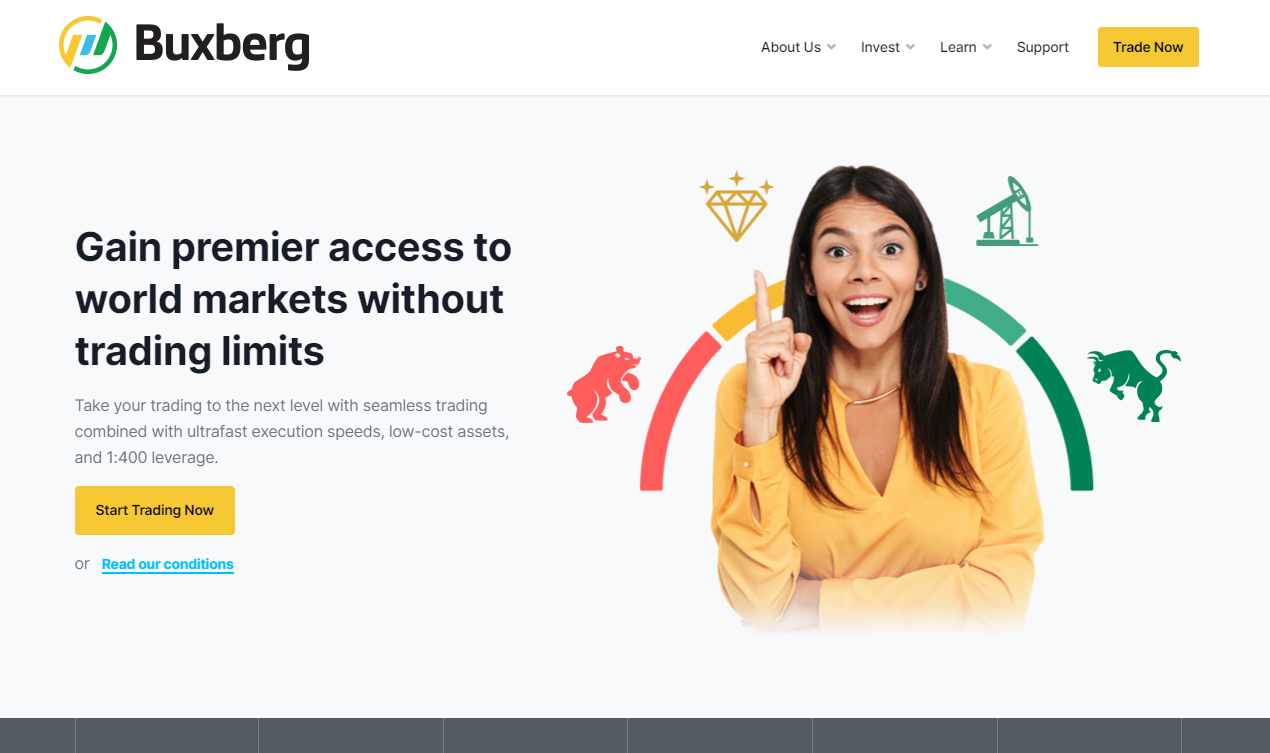 Buxberg
About Us
Invest
Learn
Support
Trade Now
Gain premier access to
world markets without
trading limits
Take your trading to the next level with seamless trading
combined with ultrafast execution speeds, low-cost assets,
and 1:400 leverage.
Start Trading Now
or Read our conditions